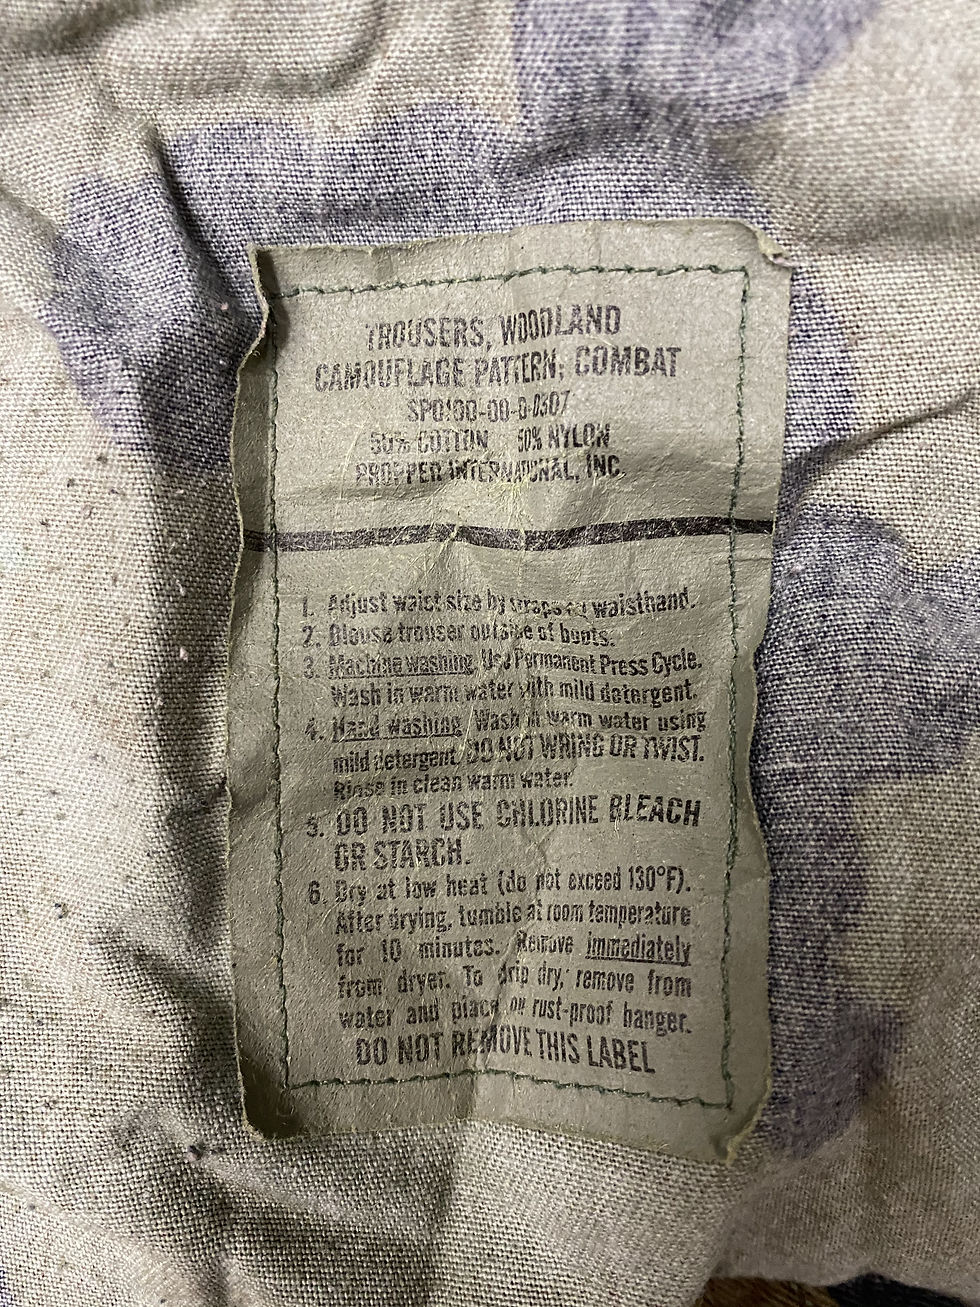 TROUSERS, WOODLAND
CAMOUFLAGE PATTERN, COMBAT
SPO100-00-D-0307
50% COTTON 50% NYLON
PROPPER INTERNATIONAL, INC.
1. Adjust waist size by straps on waistband.
2. Blouse trouser outside of boots.
3. Machine washing Use Permanent Press Cycle.
Wash in warm water with mild detergent.
4. Hand washing Wash in warm water using
mild detergent. DO NOT WRING OR TWIST.
Rinse in clean warm water.
5. DO NOT USE CHLORINE BLEACH
OR STARCH.
6. Dry at low heat (do not exceed 130°F).
After drying, tumble at room temperature
for 10 minutes. Remove immediately
from dryer. To drip dry, remove from
water and place on rust-proof hanger.
DO NOT REMOVE THIS LABEL